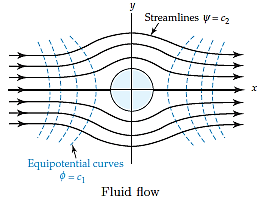 y
Streamlines ψ = c₂
x
Equipotential curves
ϕ = c₁
Fluid flow